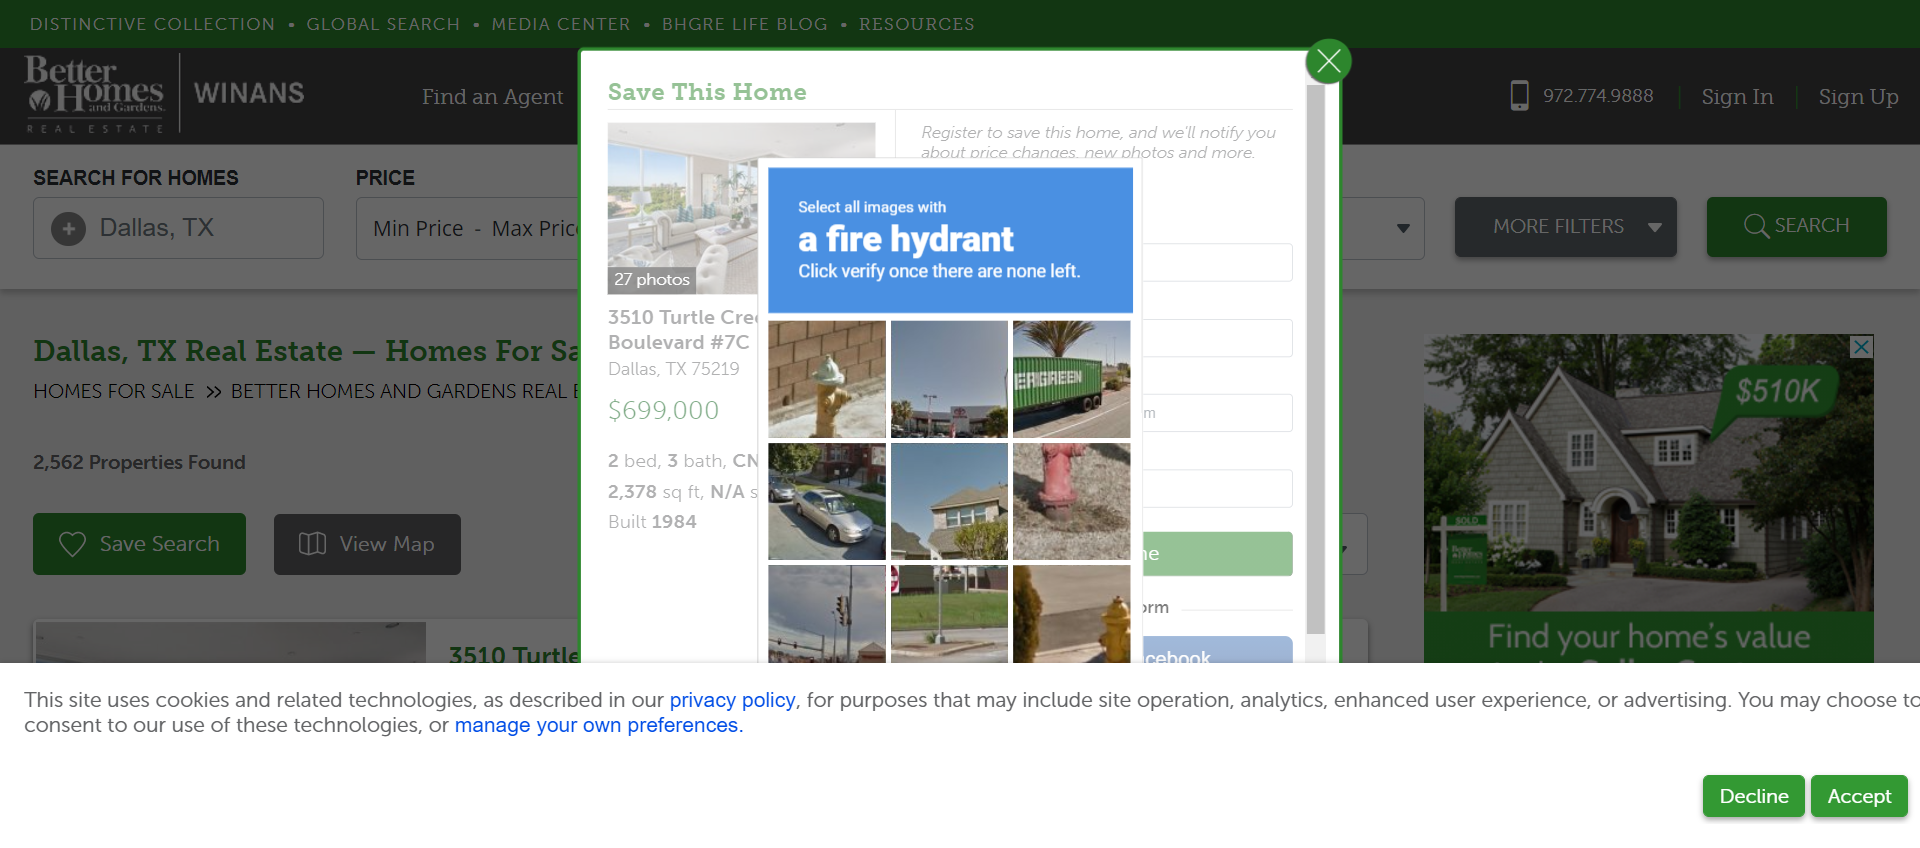 DISTINCTIVE COLLECTION • GLOBAL SEARCH • MEDIA CENTER • BHGRE LIFE BLOG • RESOURCES
Better
Homes
and Gardens
REAL ESTATE
WINANS
Find an Agent
972.774.9888
Sign In
Sign Up
SEARCH FOR HOMES
Dallas, TX
PRICE
Min Price - Max Pric
MORE FILTERS
SEARCH
Save This Home
Register to save this home, and we'll notify you
about price changes, new photos and more.
27 photos
3510 Turtle Cree
Boulevard #7C
Dallas, TX 75219
$699,000
2 bed, 3 bath, CN
2,378 sq ft, N/A s
Built 1984
Select all images with
a fire hydrant
Click verify once there are none left.
ERGREEN
m
ne
orm
cebook
Dallas, TX Real Estate — Homes For Sa
HOMES FOR SALE » BETTER HOMES AND GARDENS REAL E
2,562 Properties Found
Save Search
View Map
3510 Turtle
$510K
SOLD
Better
Homes
Find your home's value
This site uses cookies and related technologies, as described in our privacy policy, for purposes that may include site operation, analytics, enhanced user experience, or advertising. You may choose to
consent to our use of these technologies, or manage your own preferences.
Decline
Accept